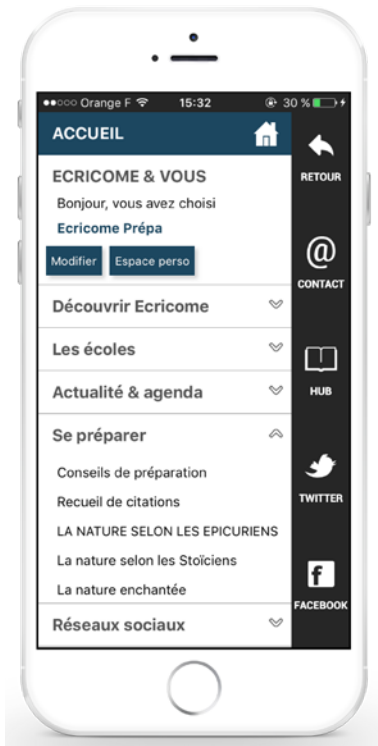 Orange F 15:32 30 %
ACCUEIL
RETOUR
ECRICOME & VOUS
Bonjour, vous avez choisi
Ecricome Prépa
Modifier Espace perso
@
CONTACT
Découvrir Ecricome
Les écoles
HUB
Actualité & agenda
Se préparer
Conseils de préparation
Recueil de citations
TWITTER
LA NATURE SELON LES EPICURIENS
La nature selon les Stoïciens
La nature enchantée
f
FACEBOOK
Réseaux sociaux